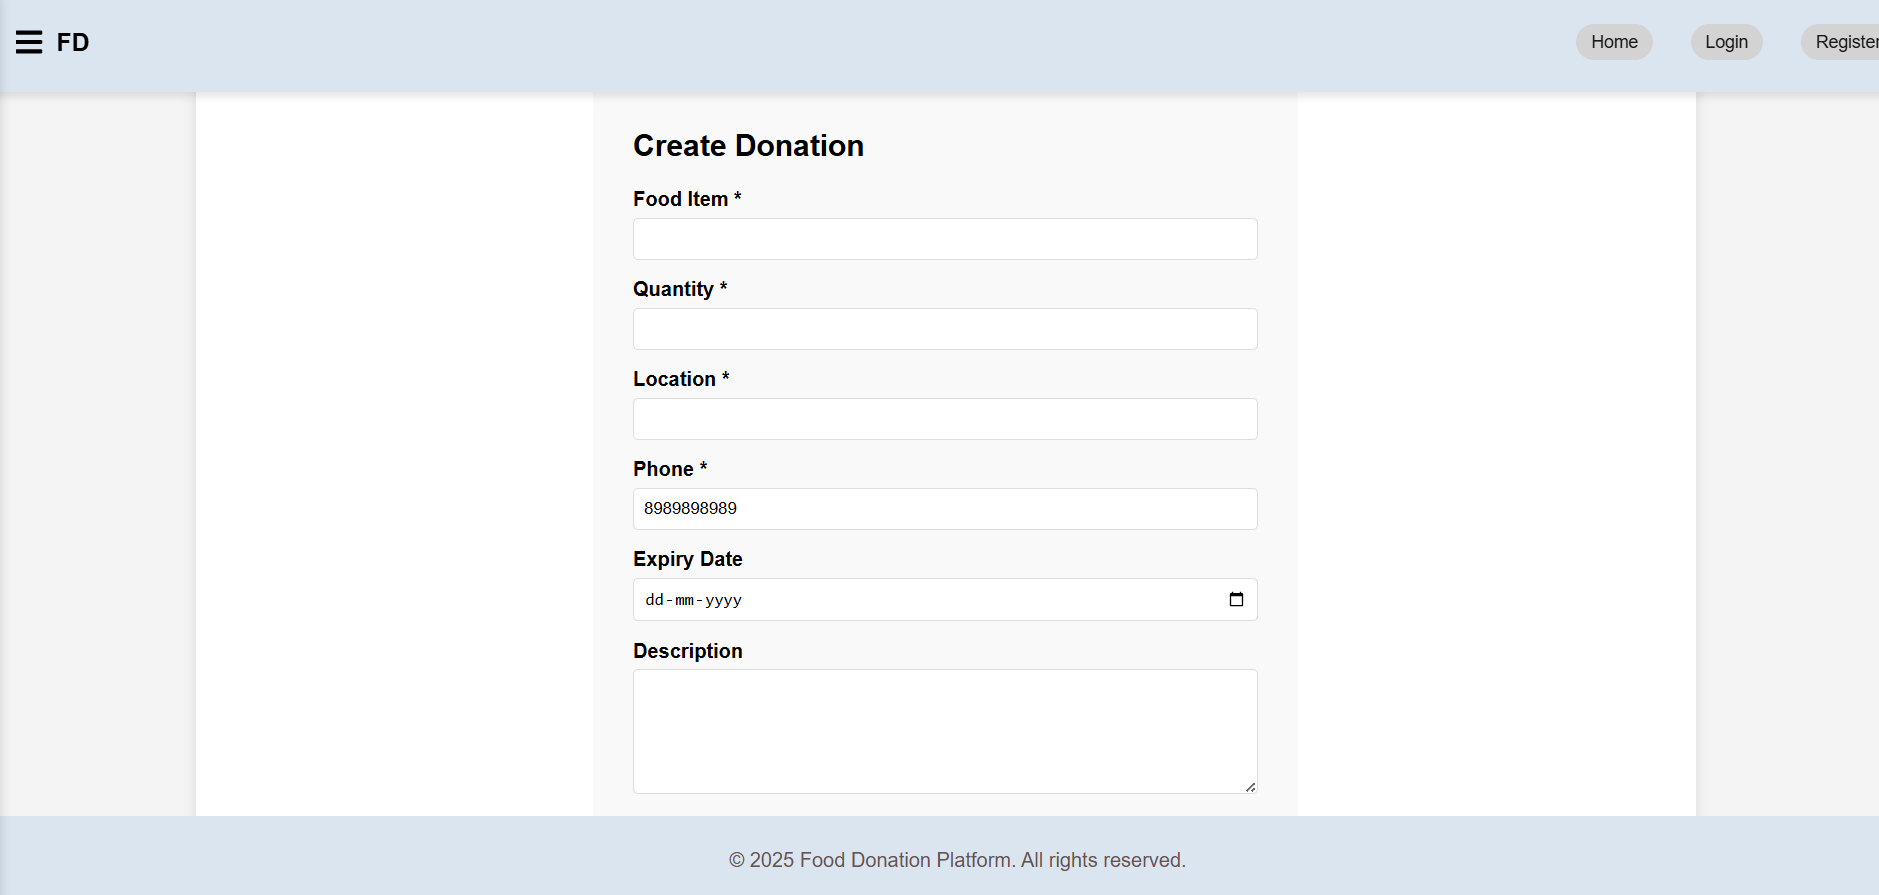 FD
Home
Login
Register
Create Donation
Food Item *
Quantity *
Location *
Phone *
8989898989
Expiry Date
dd-mm-yyyy
Description
© 2025 Food Donation Platform. All rights reserved.